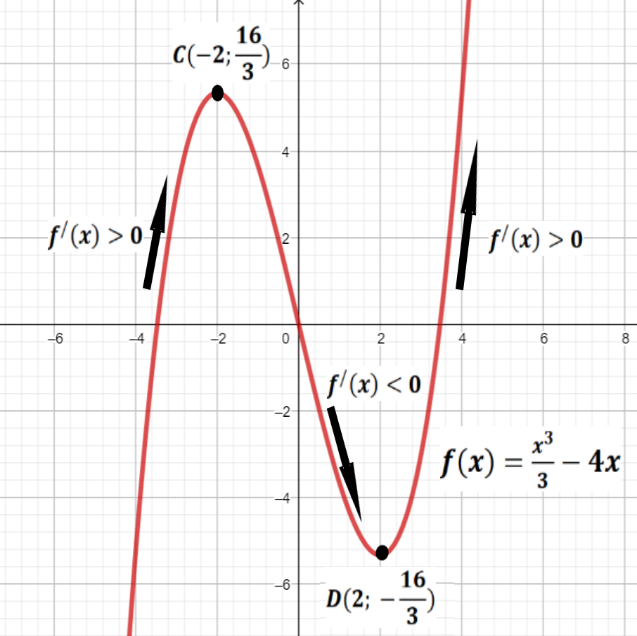 C(−2; 16/3)
6
4
f′(x) > 0
2
f′(x) > 0
−6 −4 −2 0 2 4 6 8
f′(x) < 0
−2
f(x) = x³/3 − 4x
−4
−6
D(2; −16/3)